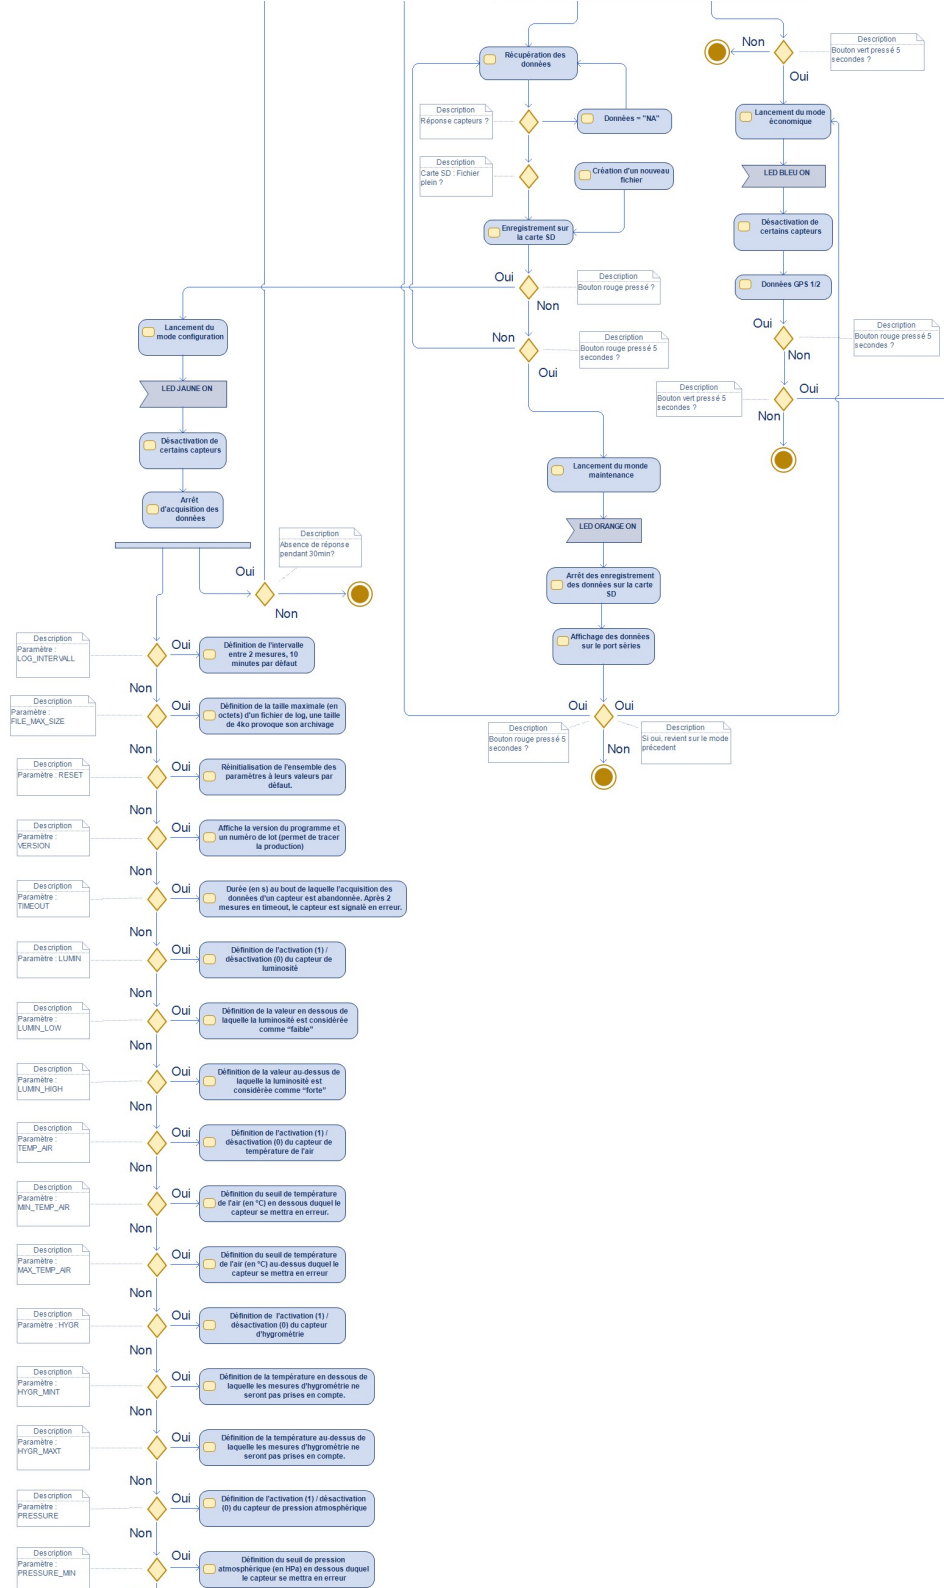 Non
Description
Bouton vert pressé 5
secondes ?
Oui
Récupération des
données
Description
Réponse capteurs ?
Données = "NA"
Lancement du mode
économique
Description
Carte SD : Fichier
plein ?
Création d'un nouveau
fichier
LED BLEU ON
Enregistrement sur
la carte SD
Désactivation de
certains capteurs
Oui
Description
Bouton rouge pressé ?
Non
Données GPS 1/2
Lancement du
mode configuration
Non
Description
Bouton rouge pressé 5
secondes ?
Oui
Oui
Description
Bouton rouge pressé 5
secondes ?
Non
LED JAUNE ON
Description
Bouton vert pressé 5
secondes ?
Oui
Non
Désactivation de
certains capteurs
Lancement du monde
maintenance
Arrêt
d'acquisition des
données
LED ORANGE ON
Description
Absence de réponse
pendant 30min?
Oui
Non
Arrêt des enregistrement
des données sur la carte
SD
Affichage des données
sur le port séries
Oui
Oui
Description
Bouton rouge pressé 5
secondes ?
Non
Description
Si oui, revient sur le mode
précedent
Description
Paramètre :
LOG_INTERVALL
Oui
Définition de l'intervalle
entre 2 mesures, 10
minutes par défaut
Non
Description
Paramètre :
FILE_MAX_SIZE
Oui
Définition de la taille maximale (en
octets) d'un fichier de log, une taille
de 4ko provoque son archivage
Non
Description
Paramètre : RESET
Oui
Réinitialisation de l'ensemble des
paramètres à leurs valeurs par
défaut.
Non
Description
Paramètre :
VERSION
Oui
Affiche la version du programme et
un numéro de lot (permet de tracer
la production)
Non
Description
Paramètre :
TIMEOUT
Oui
Durée (en s) au bout de laquelle l'acquisition des
données d'un capteur est abandonnée. Après 2
mesures en timeout, le capteur est signalé en erreur.
Non
Description
Paramètre : LUMIN
Oui
Définition de l'activation (1) /
désactivation (0) du capteur de
luminosité
Non
Description
Paramètre :
LUMIN_LOW
Oui
Définition de la valeur en dessous de
laquelle la luminosité est considérée
comme “faible”
Non
Description
Paramètre :
LUMIN_HIGH
Oui
Définition de la valeur au-dessus de
laquelle la luminosité est
considérée comme “forte”
Non
Description
Paramètre :
TEMP_AIR
Oui
Définition de l'activation (1) /
désactivation (0) du capteur de
température de l'air
Non
Description
Paramètre :
MIN_TEMP_AIR
Oui
Définition du seuil de température
de l'air (en °C) en dessous duquel le
capteur se mettra en erreur.
Non
Description
Paramètre :
MAX_TEMP_AIR
Oui
Définition du seuil de température
de l'air (en °C) au-dessus duquel le
capteur se mettra en erreur
Non
Description
Paramètre : HYGR
Oui
Définition de l'activation (1) /
désactivation (0) du capteur
d'hygrométrie
Non
Description
Paramètre :
HYGR_MINT
Oui
Définition de la température en dessous de
laquelle les mesures d'hygrométrie ne
seront pas prises en compte.
Non
Description
Paramètre :
HYGR_MAXT
Oui
Définition de la température au-dessus de
laquelle les mesures d'hygrométrie ne
seront pas prises en compte.
Non
Description
Paramètre :
PRESSURE
Oui
Définition de l'activation (1) / désactivation
(0) du capteur de pression atmosphérique
Non
Description
Paramètre :
PRESSURE_MIN
Oui
Définition du seuil de pression
atmosphérique (en HPa) en dessous duquel
le capteur se mettra en erreur